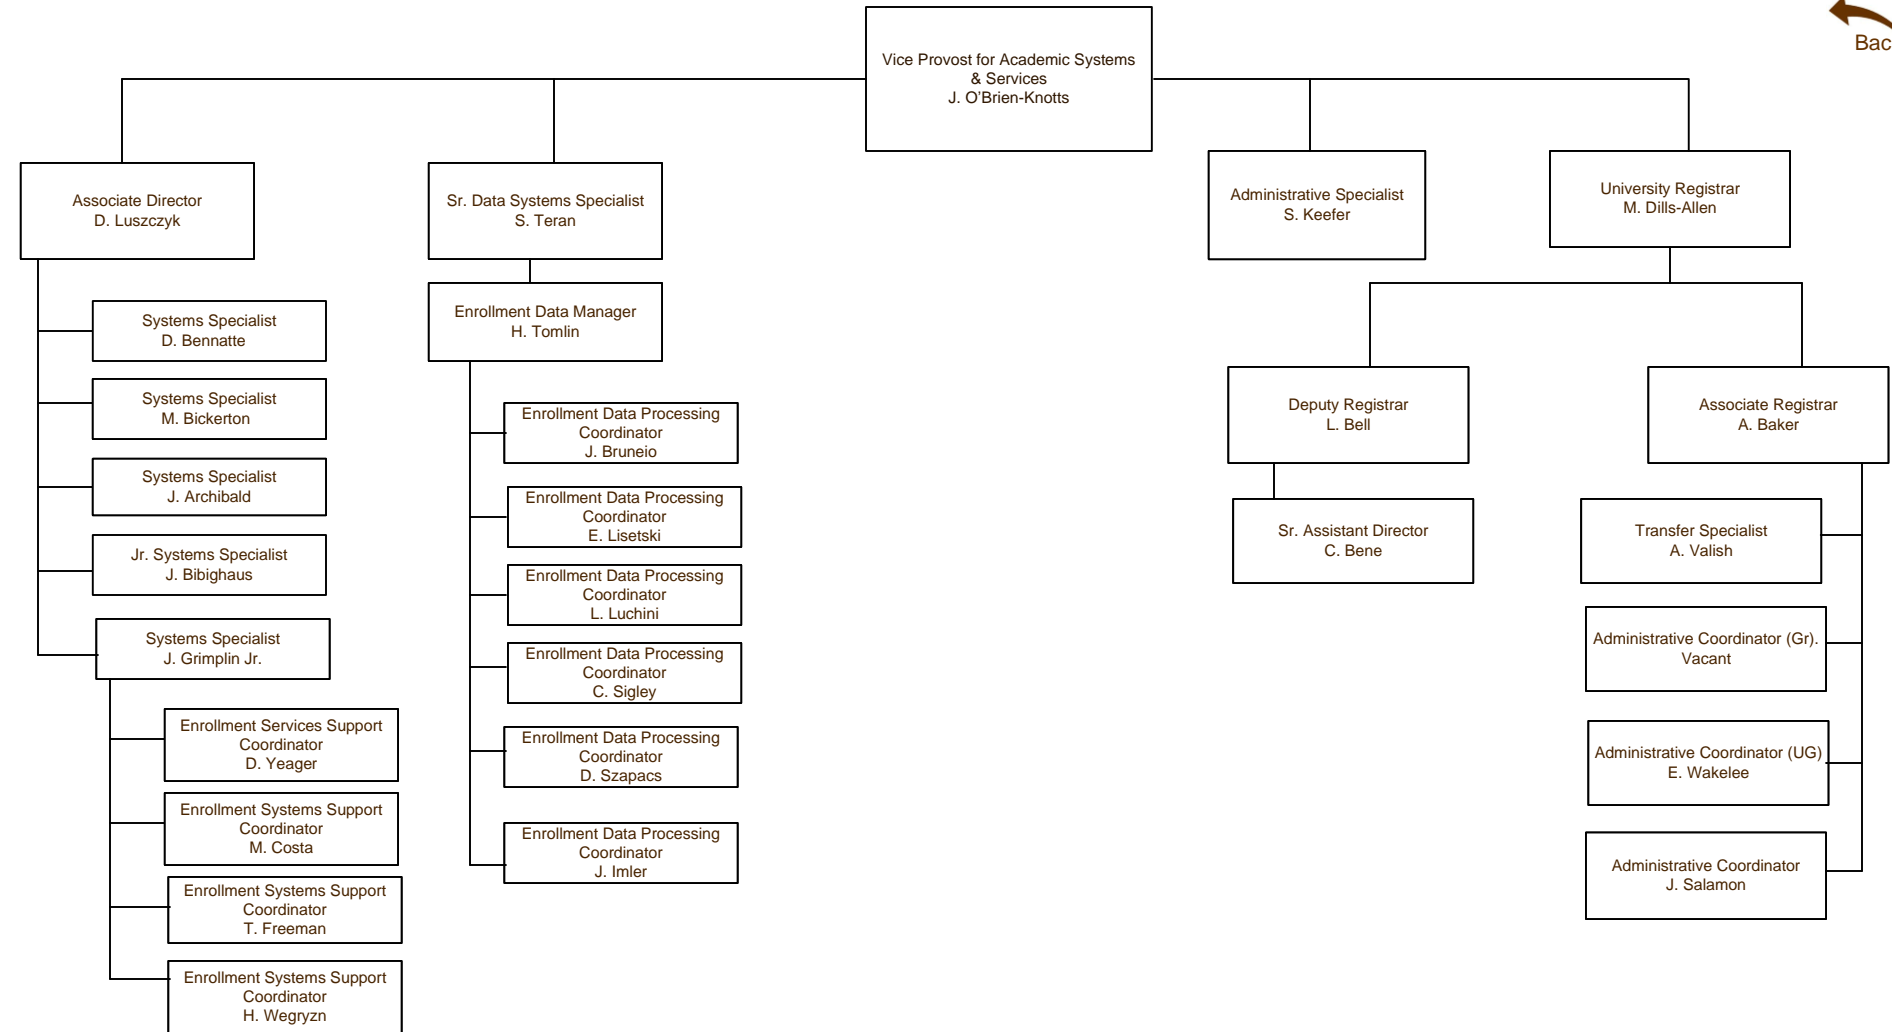 Bac
Vice Provost for Academic Systems
& Services
J. O’Brien-Knotts
Associate Director
D. Luszczyk
Sr. Data Systems Specialist
S. Teran
Administrative Specialist
S. Keefer
University Registrar
M. Dills-Allen
Systems Specialist
D. Bennatte
Systems Specialist
M. Bickerton
Systems Specialist
J. Archibald
Jr. Systems Specialist
J. Bibighaus
Systems Specialist
J. Grimplin Jr.
Enrollment Services Support
Coordinator
D. Yeager
Enrollment Systems Support
Coordinator
M. Costa
Enrollment Systems Support
Coordinator
T. Freeman
Enrollment Systems Support
Coordinator
H. Wegryzn
Enrollment Data Manager
H. Tomlin
Enrollment Data Processing
Coordinator
J. Bruneio
Enrollment Data Processing
Coordinator
E. Lisetski
Enrollment Data Processing
Coordinator
L. Luchini
Enrollment Data Processing
Coordinator
C. Sigley
Enrollment Data Processing
Coordinator
D. Szapacs
Enrollment Data Processing
Coordinator
J. Imler
Deputy Registrar
L. Bell
Sr. Assistant Director
C. Bene
Associate Registrar
A. Baker
Transfer Specialist
A. Valish
Administrative Coordinator (Gr).
Vacant
Administrative Coordinator (UG)
E. Wakelee
Administrative Coordinator
J. Salamon